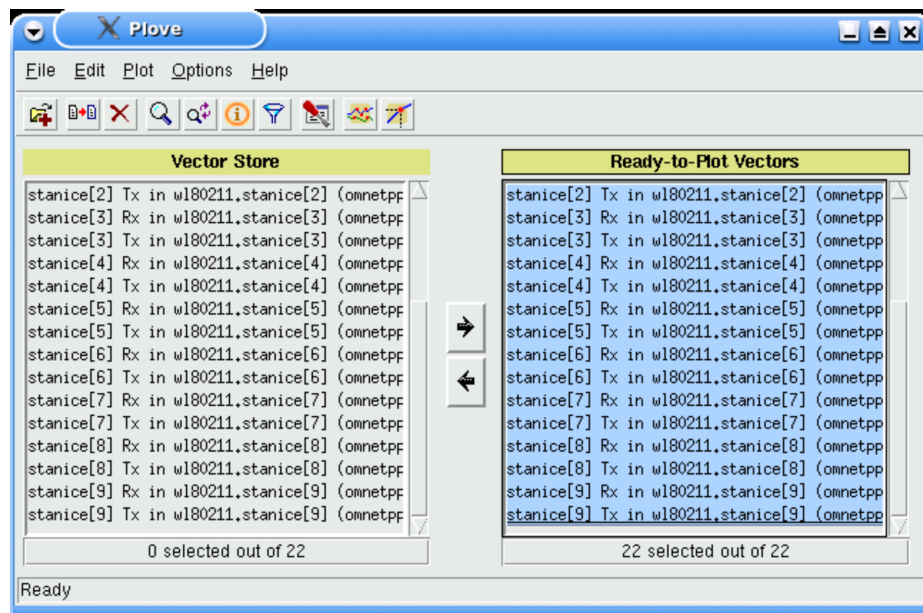 Plove
File Edit Plot Options Help
Vector Store
stanice[2] Tx in wl80211.stanice[2] (omnetpp
stanice[3] Rx in wl80211.stanice[3] (omnetpp
stanice[3] Tx in wl80211.stanice[3] (omnetpp
stanice[4] Rx in wl80211.stanice[4] (omnetpp
stanice[4] Tx in wl80211.stanice[4] (omnetpp
stanice[5] Rx in wl80211.stanice[5] (omnetpp
stanice[5] Tx in wl80211.stanice[5] (omnetpp
stanice[6] Rx in wl80211.stanice[6] (omnetpp
stanice[6] Tx in wl80211.stanice[6] (omnetpp
stanice[7] Rx in wl80211.stanice[7] (omnetpp
stanice[7] Tx in wl80211.stanice[7] (omnetpp
stanice[8] Rx in wl80211.stanice[8] (omnetpp
stanice[8] Tx in wl80211.stanice[8] (omnetpp
stanice[9] Rx in wl80211.stanice[9] (omnetpp
stanice[9] Tx in wl80211.stanice[9] (omnetpp
0 selected out of 22
Ready-to-Plot Vectors
stanice[2] Tx in wl80211.stanice[2] (omnetpp
stanice[3] Rx in wl80211.stanice[3] (omnetpp
stanice[3] Tx in wl80211.stanice[3] (omnetpp
stanice[4] Rx in wl80211.stanice[4] (omnetpp
stanice[4] Tx in wl80211.stanice[4] (omnetpp
stanice[5] Rx in wl80211.stanice[5] (omnetpp
stanice[5] Tx in wl80211.stanice[5] (omnetpp
stanice[6] Rx in wl80211.stanice[6] (omnetpp
stanice[6] Tx in wl80211.stanice[6] (omnetpp
stanice[7] Rx in wl80211.stanice[7] (omnetpp
stanice[7] Tx in wl80211.stanice[7] (omnetpp
stanice[8] Rx in wl80211.stanice[8] (omnetpp
stanice[8] Tx in wl80211.stanice[8] (omnetpp
stanice[9] Rx in wl80211.stanice[9] (omnetpp
stanice[9] Tx in wl80211.stanice[9] (omnetpp
22 selected out of 22
Ready